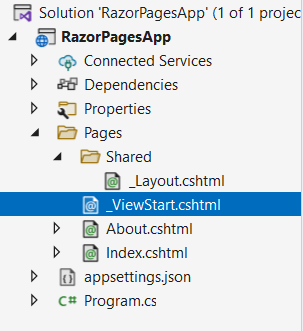 Solution 'RazorPagesApp' (1 of 1 projec
RazorPagesApp
Connected Services
Dependencies
Properties
Pages
Shared
_Layout.cshtml
_ViewStart.cshtml
About.cshtml
Index.cshtml
appsettings.json
C# Program.cs